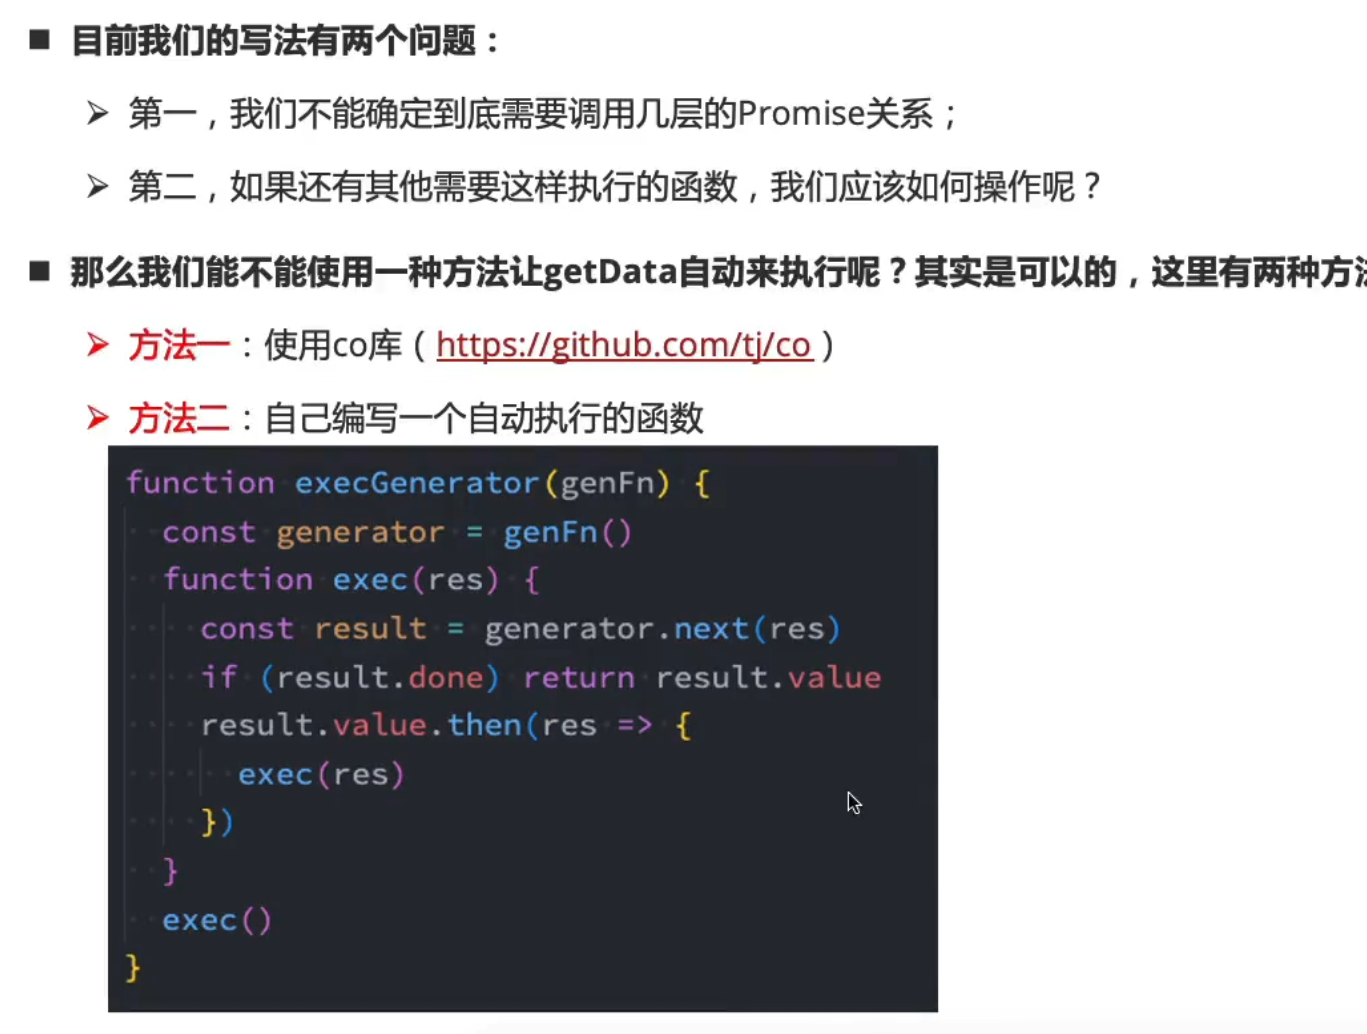 ■ 目前我们的写法有两个问题：
➢ 第一，我们不能确定到底需要调用几层的Promise关系；
➢ 第二，如果还有其他需要这样执行的函数，我们应该如何操作呢？
■ 那么我们能不能使用一种方法让getData自动来执行呢？其实是可以的，这里有两种方法
➢ 方法一：使用co库（https://github.com/tj/co）
➢ 方法二：自己编写一个自动执行的函数
function execGenerator(genFn) {
  const generator = genFn()
  function exec(res) {
    const result = generator.next(res)
    if (result.done) return result.value
    result.value.then(res => {
      exec(res)
    })
  }
  exec()
}